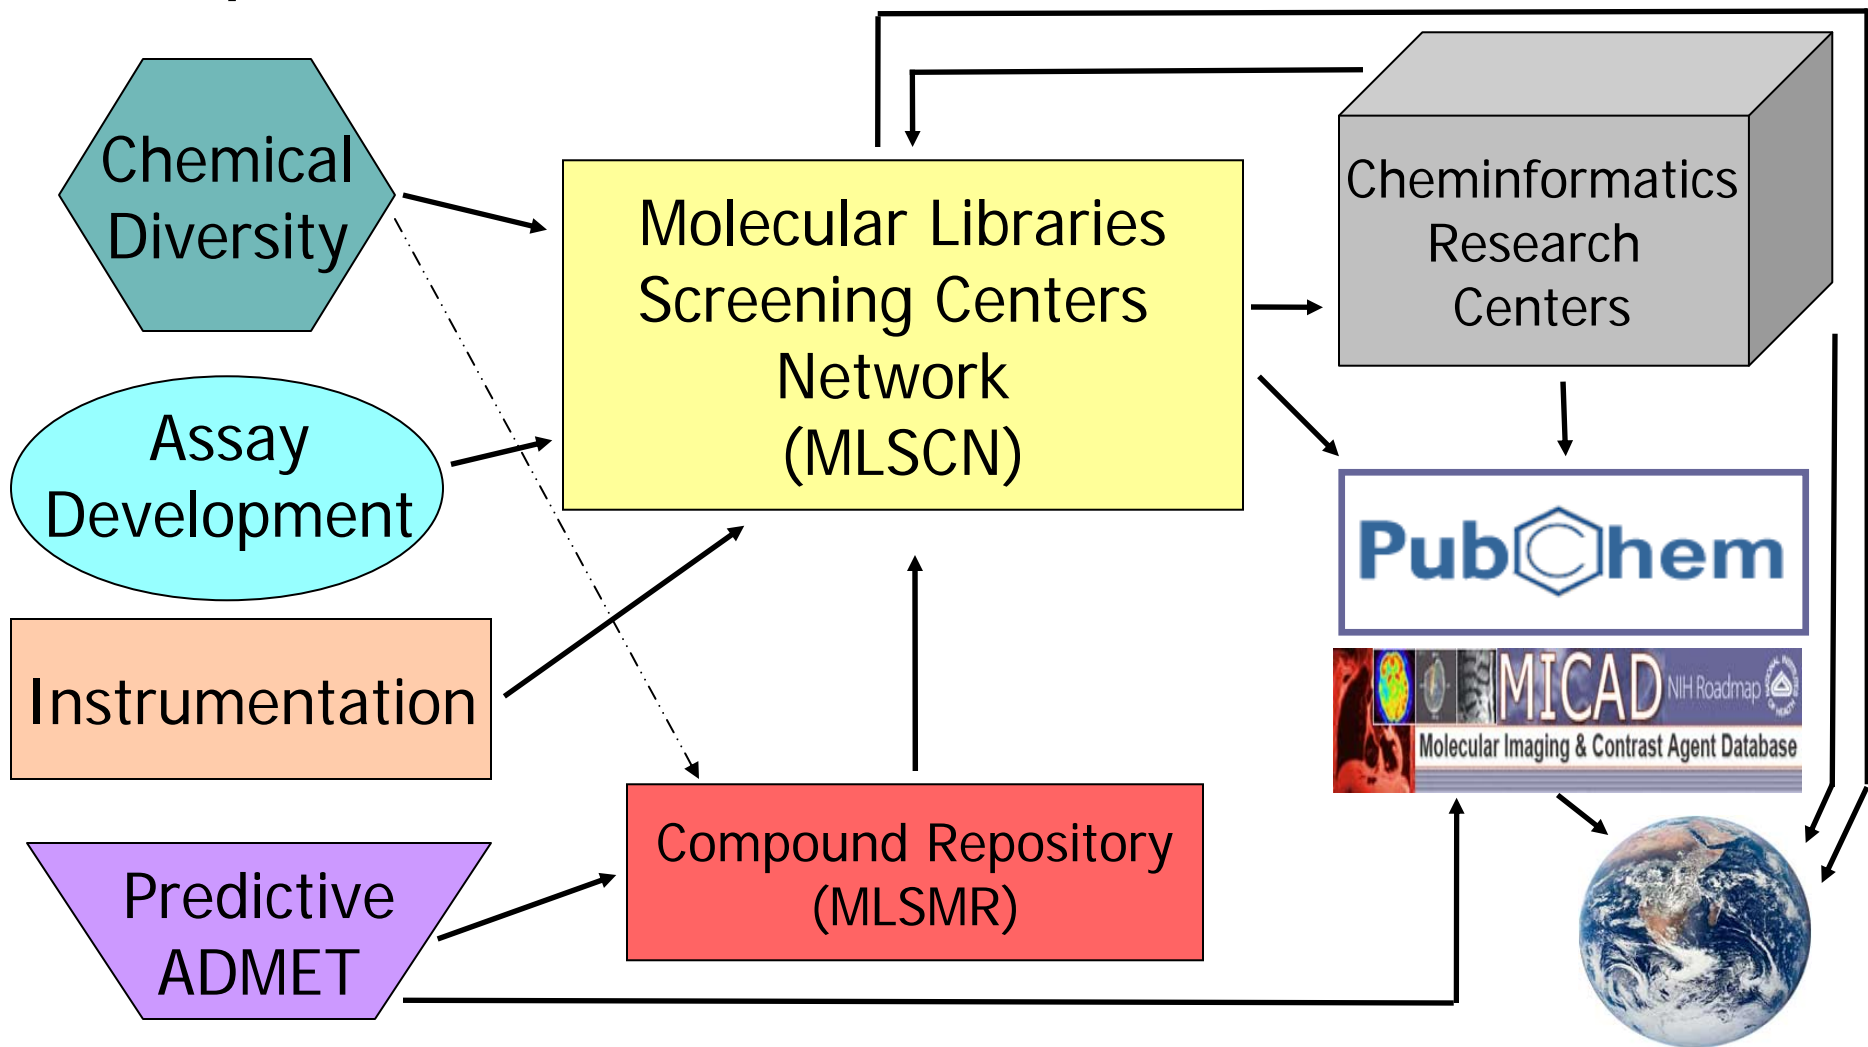 Chemical
Diversity
Assay
Development
Instrumentation
Predictive
ADMET
Molecular Libraries
Screening Centers
Network
(MLSCN)
Compound Repository
(MLSMR)
Cheminformatics
Research
Centers
PubChem
MICAD NIH Roadmap
Molecular Imaging & Contrast Agent Database